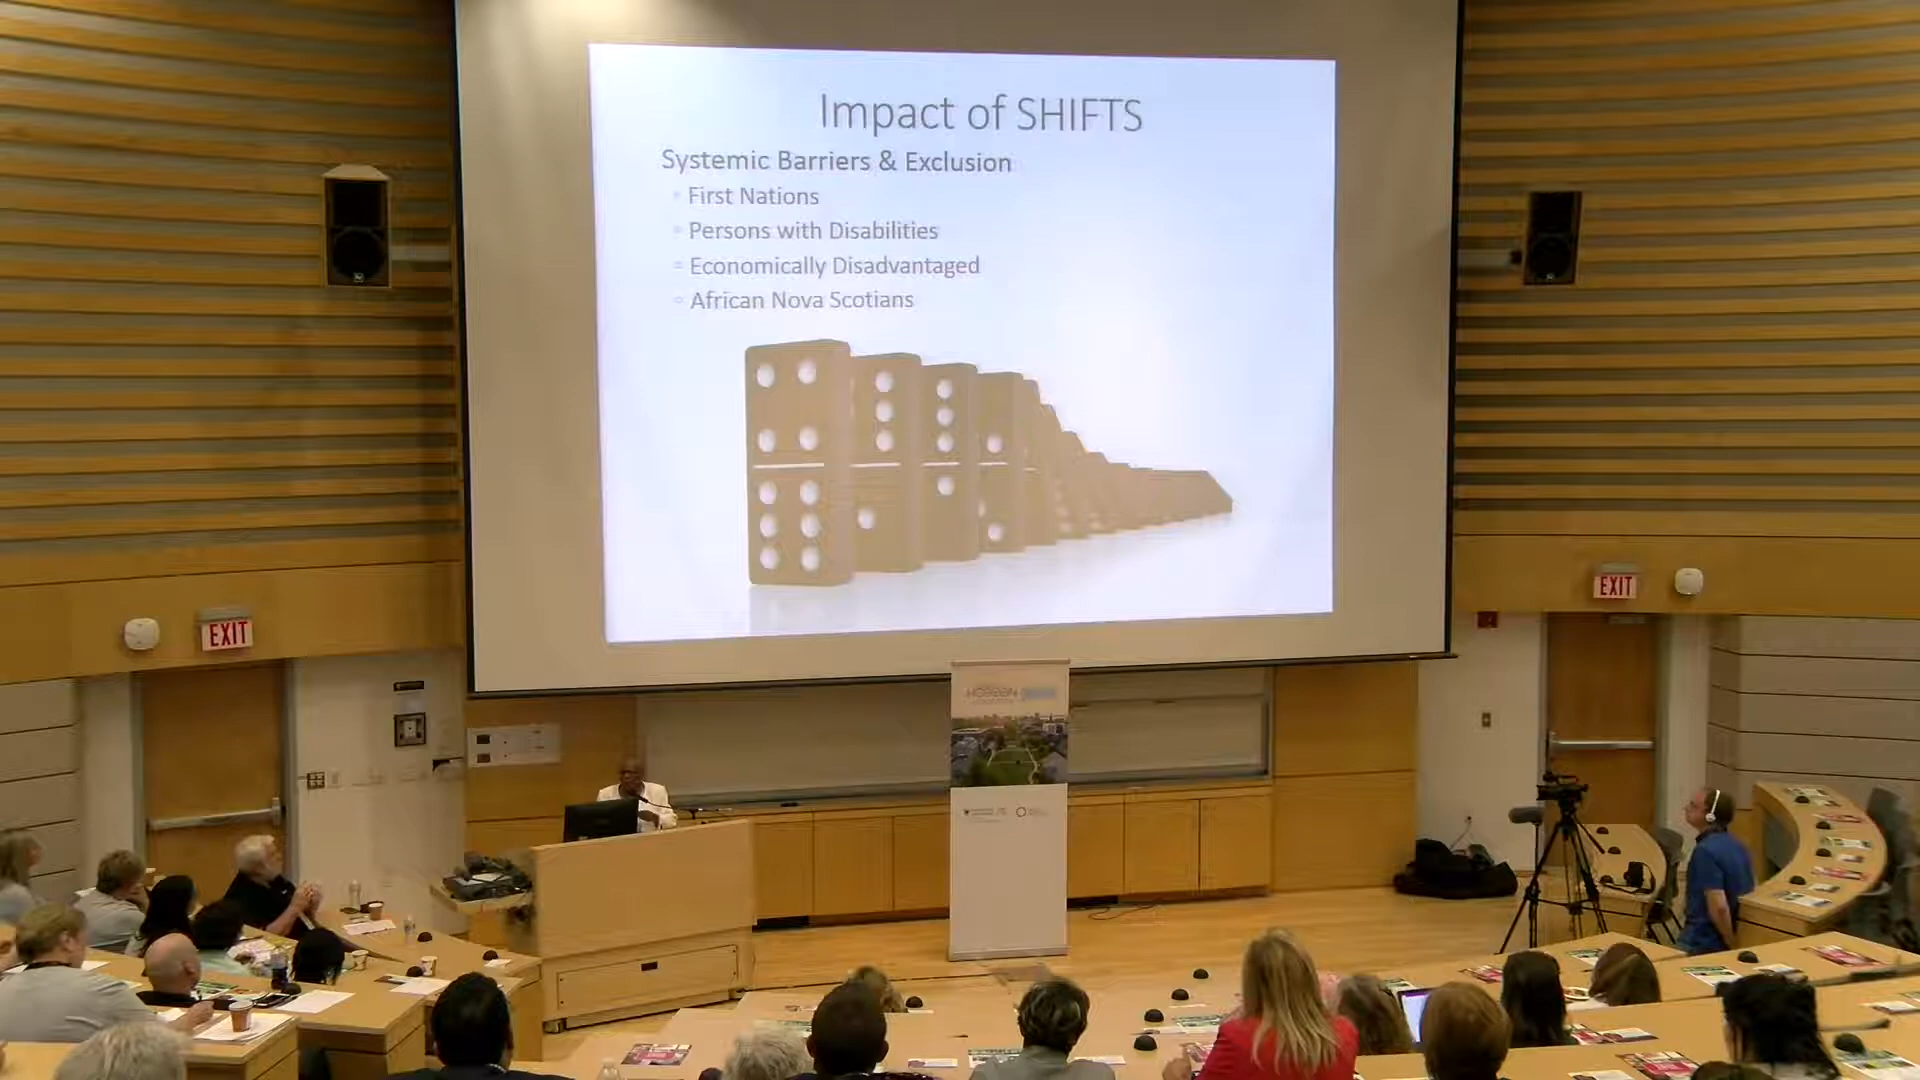 Impact of SHIFTS
Systemic Barriers & Exclusion
First Nations
Persons with Disabilities
Economically Disadvantaged
African Nova Scotians
EXIT
EXIT